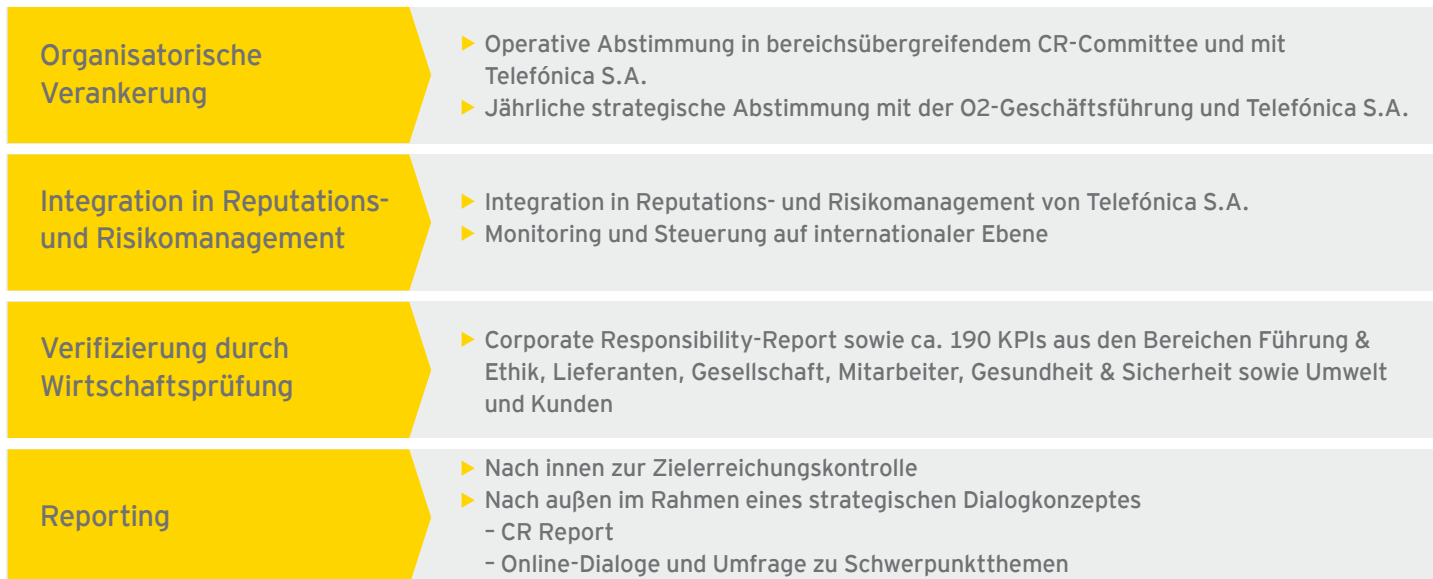 Organisatorische
Verankerung
▶ Operative Abstimmung in bereichsübergreifendem CR-Committee und mit
Telefónica S.A.
▶ Jährliche strategische Abstimmung mit der O2-Geschäftsführung und Telefónica S.A.
Integration in Reputations-
und Risikomanagement
▶ Integration in Reputations- und Risikomanagement von Telefónica S.A.
▶ Monitoring und Steuerung auf internationaler Ebene
Verifizierung durch
Wirtschaftsprüfung
▶ Corporate Responsibility-Report sowie ca. 190 KPIs aus den Bereichen Führung &
Ethik, Lieferanten, Gesellschaft, Mitarbeiter, Gesundheit & Sicherheit sowie Umwelt
und Kunden
Reporting
▶ Nach innen zur Zielerreichungskontrolle
▶ Nach außen im Rahmen eines strategischen Dialogkonzeptes
– CR Report
– Online-Dialoge und Umfrage zu Schwerpunktthemen